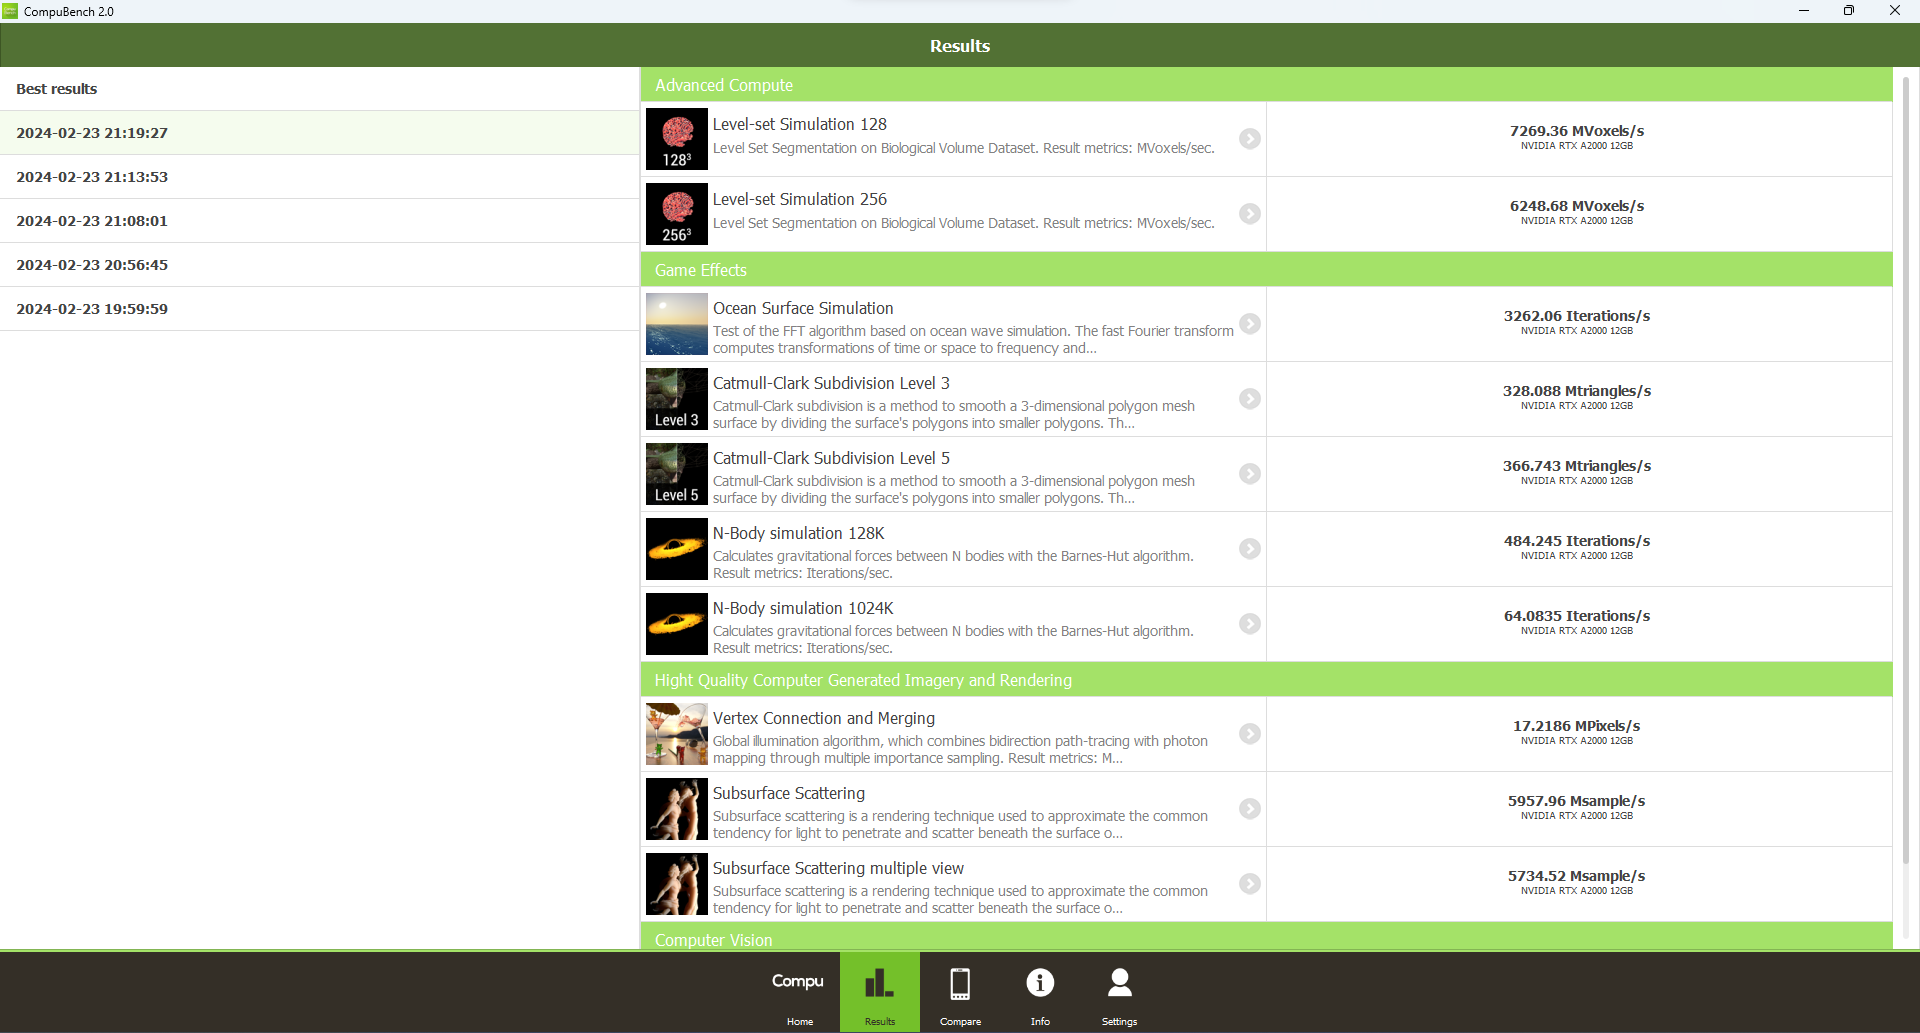 CompuBench 2.0
Results
Best results
2024-02-23 21:19:27
2024-02-23 21:13:53
2024-02-23 21:08:01
2024-02-23 20:56:45
2024-02-23 19:59:59
Advanced Compute
128³
Level-set Simulation 128
Level Set Segmentation on Biological Volume Dataset. Result metrics: MVoxels/sec.
7269.36 MVoxels/s
NVIDIA RTX A2000 12GB
256³
Level-set Simulation 256
Level Set Segmentation on Biological Volume Dataset. Result metrics: MVoxels/sec.
6248.68 MVoxels/s
NVIDIA RTX A2000 12GB
Game Effects
Ocean Surface Simulation
Test of the FFT algorithm based on ocean wave simulation. The fast Fourier transform
computes transformations of time or space to frequency and...
3262.06 Iterations/s
NVIDIA RTX A2000 12GB
Level 3
Catmull-Clark Subdivision Level 3
Catmull-Clark subdivision is a method to smooth a 3-dimensional polygon mesh
surface by dividing the surface's polygons into smaller polygons. Th...
328.088 Mtriangles/s
NVIDIA RTX A2000 12GB
Level 5
Catmull-Clark Subdivision Level 5
Catmull-Clark subdivision is a method to smooth a 3-dimensional polygon mesh
surface by dividing the surface's polygons into smaller polygons. Th...
366.743 Mtriangles/s
NVIDIA RTX A2000 12GB
N-Body simulation 128K
Calculates gravitational forces between N bodies with the Barnes-Hut algorithm.
Result metrics: Iterations/sec.
484.245 Iterations/s
NVIDIA RTX A2000 12GB
N-Body simulation 1024K
Calculates gravitational forces between N bodies with the Barnes-Hut algorithm.
Result metrics: Iterations/sec.
64.0835 Iterations/s
NVIDIA RTX A2000 12GB
Hight Quality Computer Generated Imagery and Rendering
Vertex Connection and Merging
Global illumination algorithm, which combines bidirection path-tracing with photon
mapping through multiple importance sampling. Result metrics: M...
17.2186 MPixels/s
NVIDIA RTX A2000 12GB
Subsurface Scattering
Subsurface scattering is a rendering technique used to approximate the common
tendency for light to penetrate and scatter beneath the surface o...
5957.96 Msample/s
NVIDIA RTX A2000 12GB
Subsurface Scattering multiple view
Subsurface scattering is a rendering technique used to approximate the common
tendency for light to penetrate and scatter beneath the surface o...
5734.52 Msample/s
NVIDIA RTX A2000 12GB
Computer Vision
Compu
Home
Results
Compare
Info
Settings